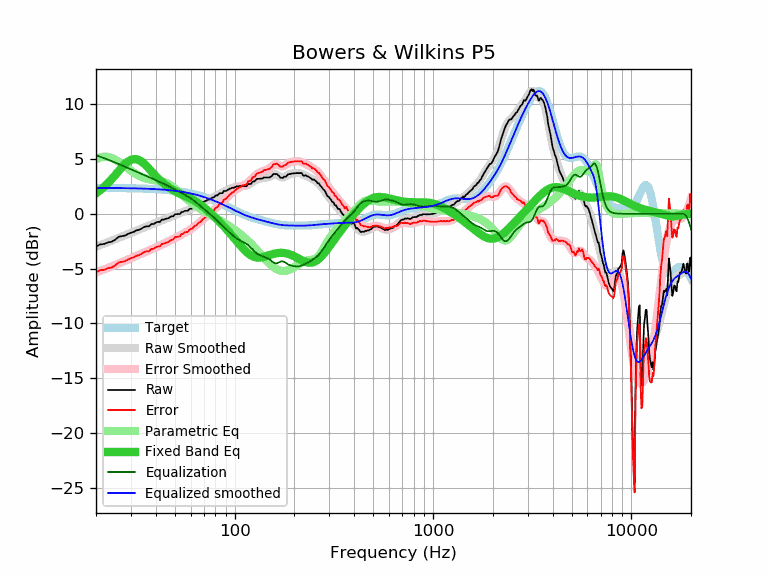 Bowers & Wilkins P5
Amplitude (dBr)
10
5
0
−5
−10
−15
−20
−25
Target
Raw Smoothed
Error Smoothed
Raw
Error
Parametric Eq
Fixed Band Eq
Equalization
Equalized smoothed
100
1000
10000
Frequency (Hz)